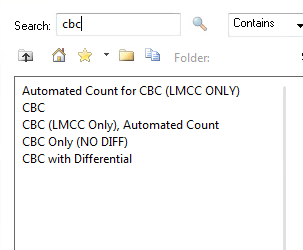 Search: cbc Contains
Folder:
Automated Count for CBC (LMCC ONLY)
CBC
CBC (LMCC Only), Automated Count
CBC Only (NO DIFF)
CBC with Differential